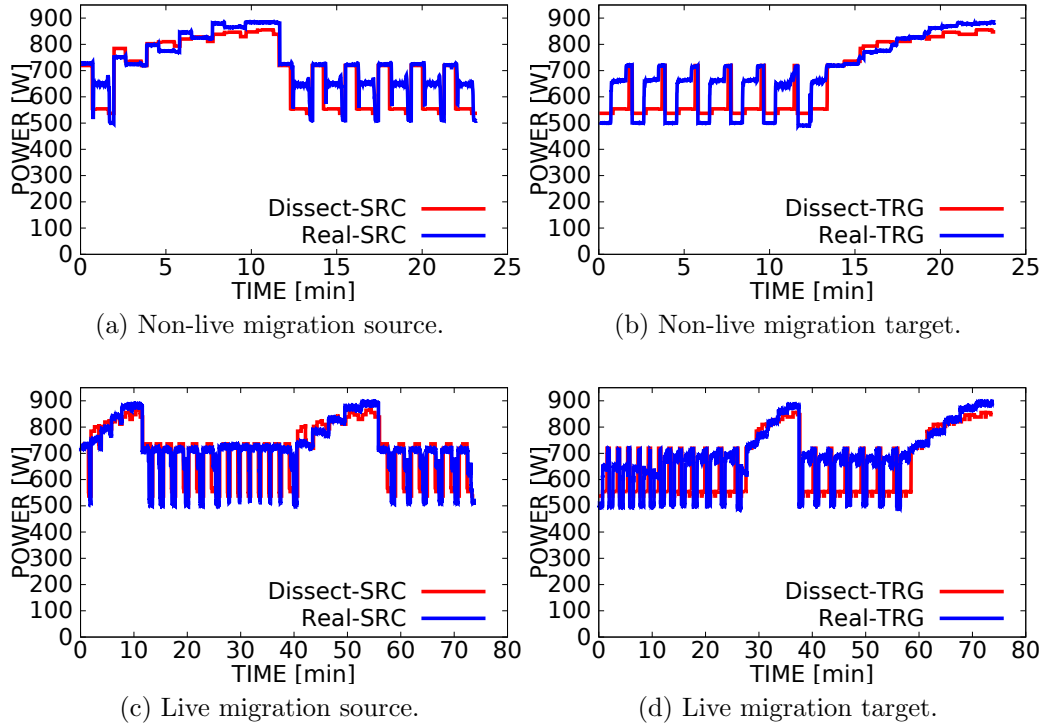 900
800
700
600
500
400
300
200
100
0
POWER [W]
Dissect-SRC
Real-SRC
0 5 10 15 20 25
TIME [min]
(a) Non-live migration source.
900
800
700
600
500
400
300
200
100
0
POWER [W]
Dissect-TRG
Real-TRG
0 5 10 15 20 25
TIME [min]
(b) Non-live migration target.
900
800
700
600
500
400
300
200
100
0
POWER [W]
Dissect-SRC
Real-SRC
0 10 20 30 40 50 60 70 80
TIME [min]
(c) Live migration source.
900
800
700
600
500
400
300
200
100
0
POWER [W]
Dissect-TRG
Real-TRG
0 10 20 30 40 50 60 70 80
TIME [min]
(d) Live migration target.